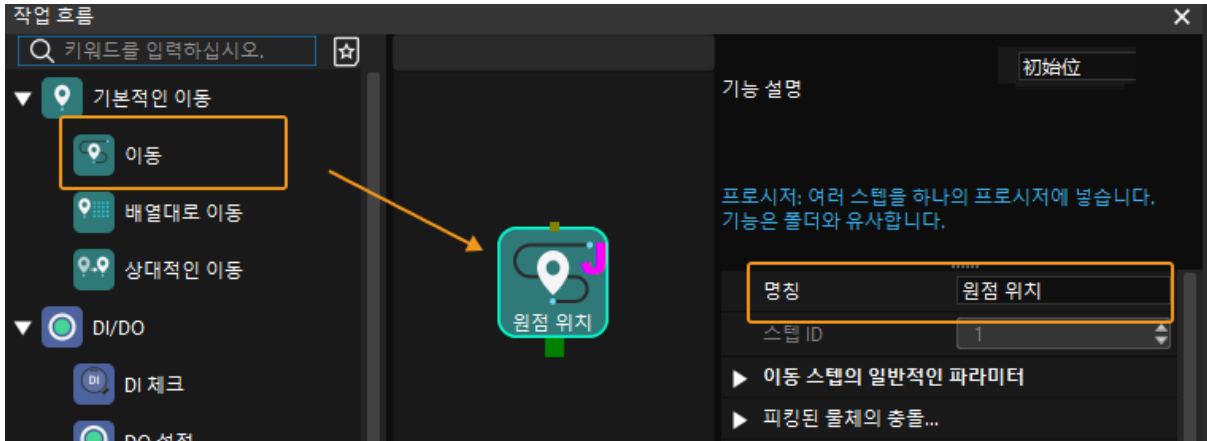 작업 흐름
키워드를 입력하십시오.
기본적인 이동
이동
배열대로 이동
상대적인 이동
DI/DO
DI
DI 체크
DO 설정
J
원점 위치
初始位
기능 설명
프로시저: 여러 스텝을 하나의 프로시저에 넣습니다.
기능은 폴더와 유사합니다.
명칭 원점 위치
스텝 ID 1
이동 스텝의 일반적인 파라미터
피킹된 물체의 충돌...